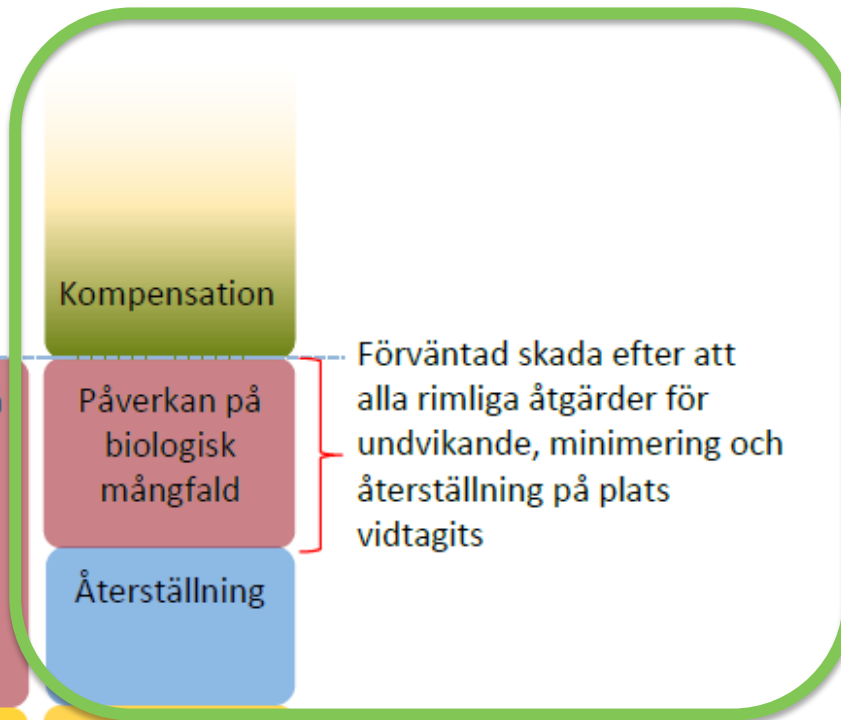 Kompensation
Påverkan på
biologisk
mångfald
Förväntad skada efter att
alla rimliga åtgärder för
undvikande, minimering och
återställning på plats
vidtagits
Återställning